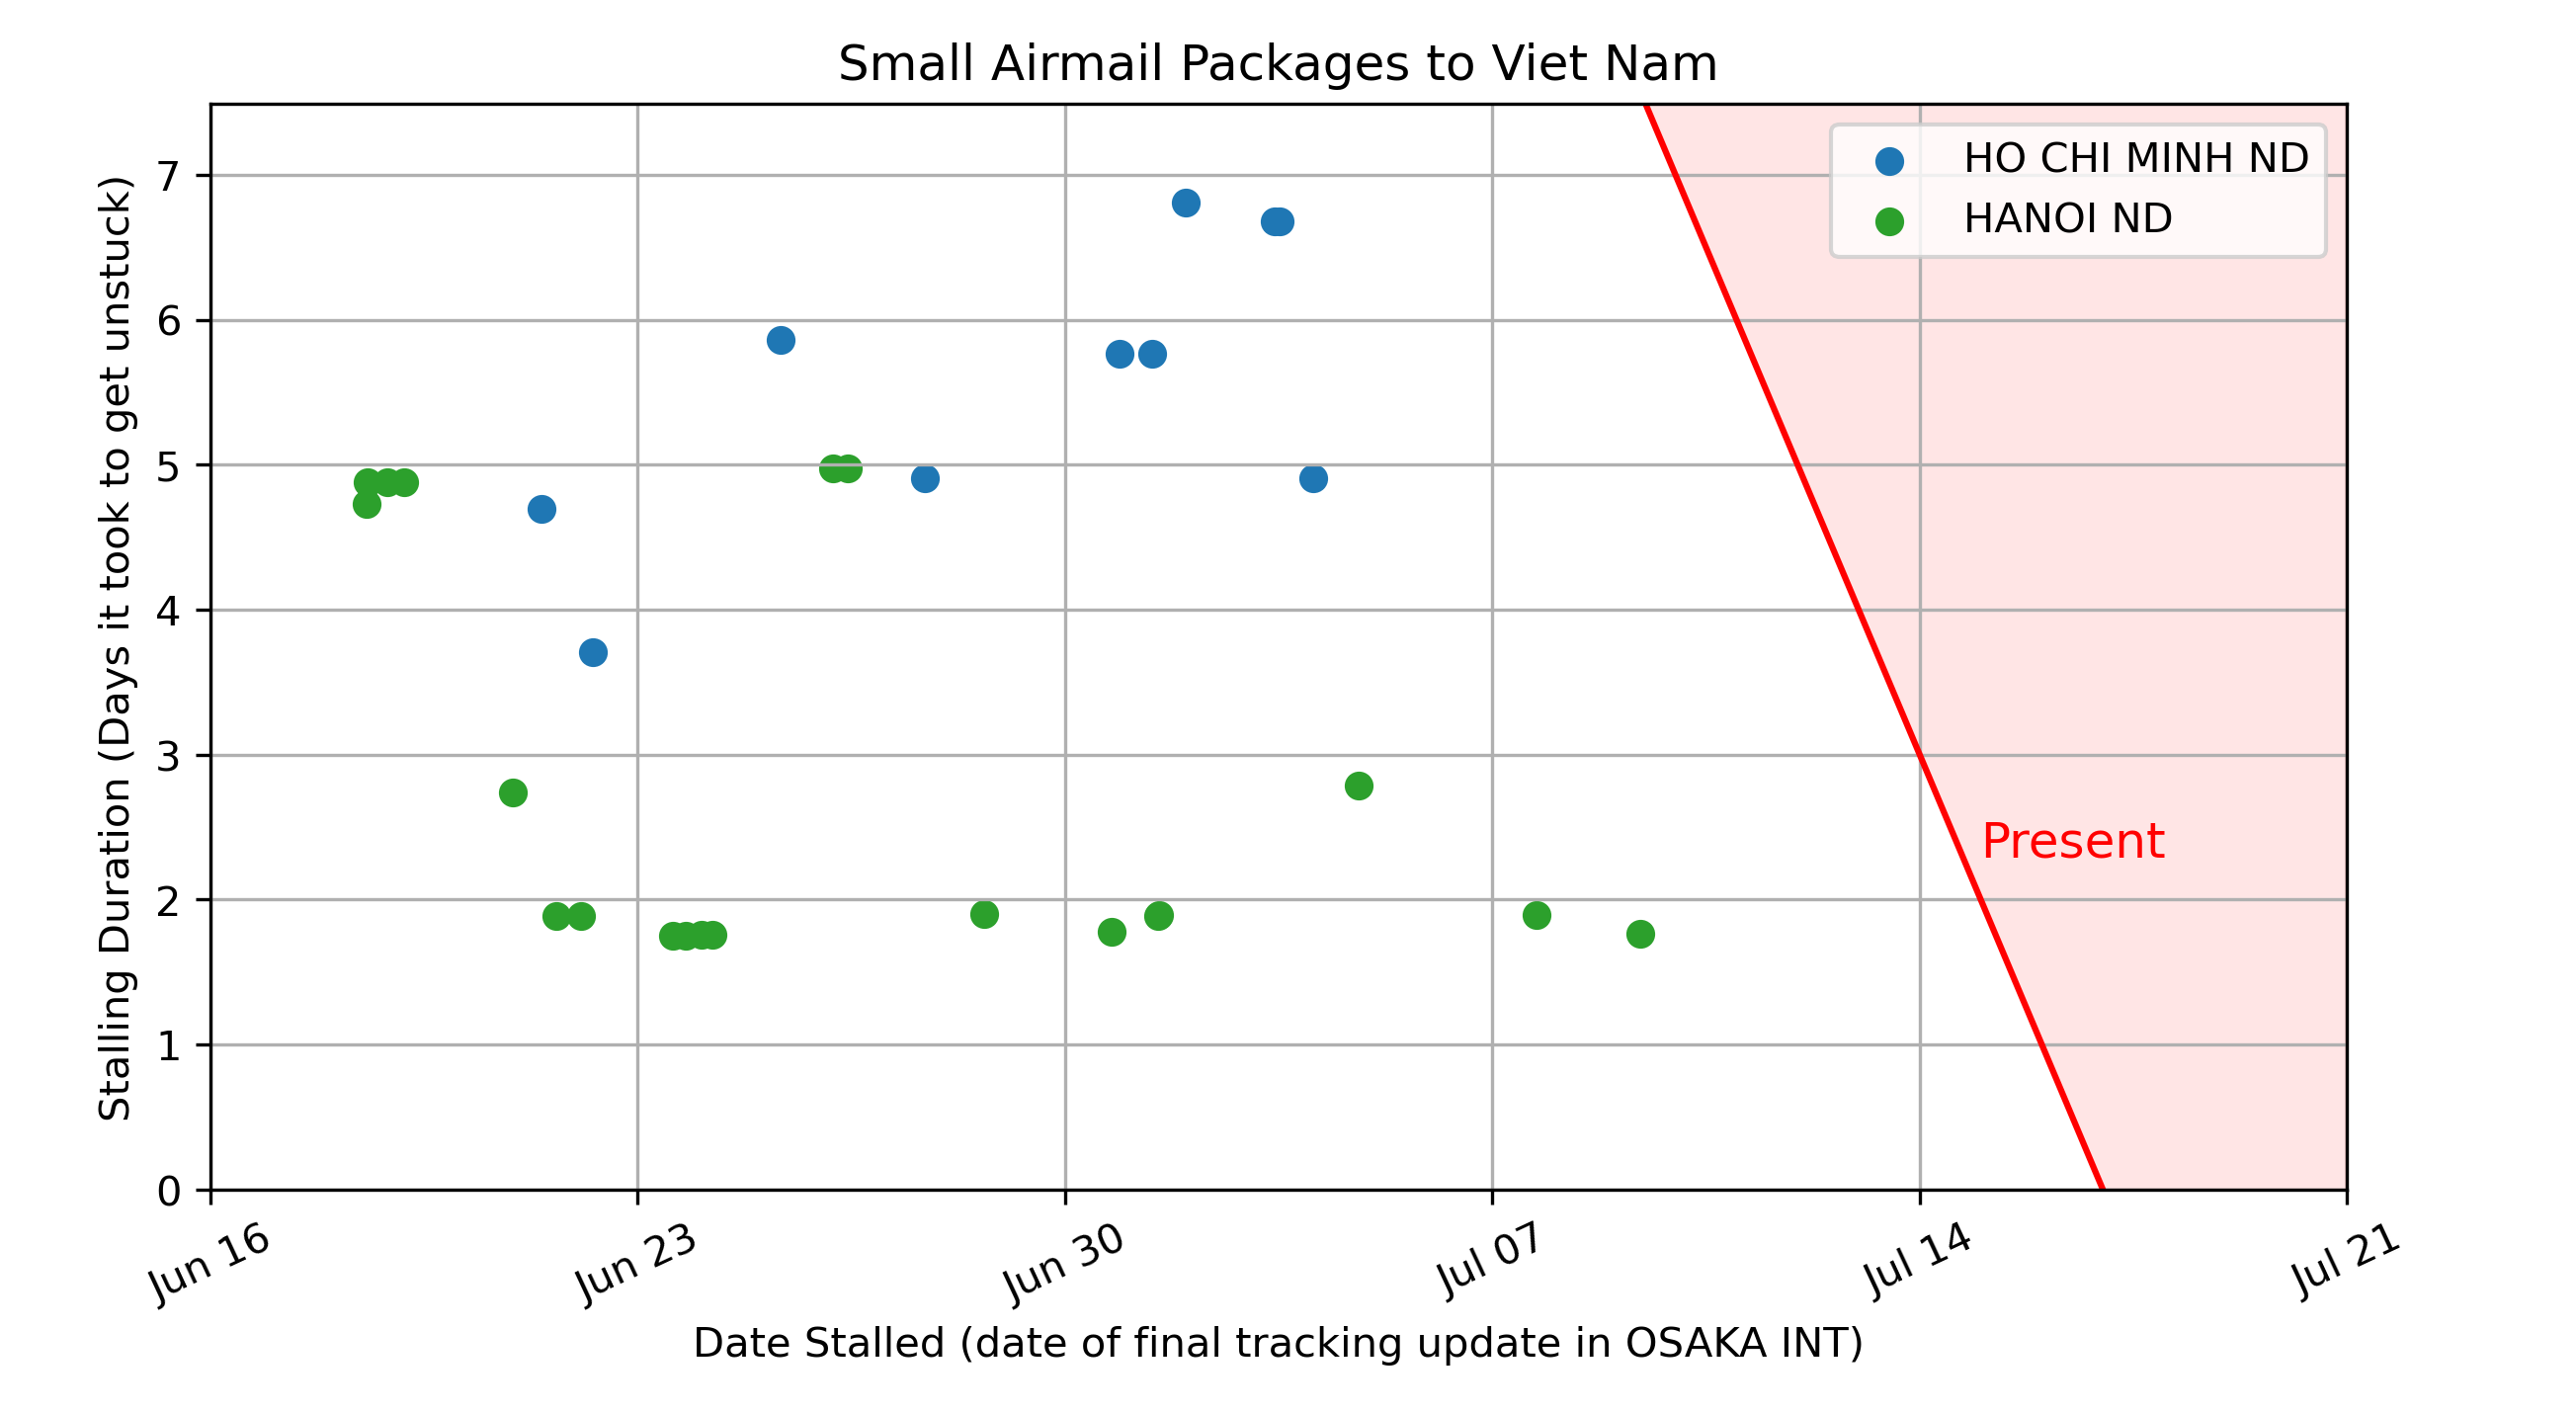 Small Airmail Packages to Viet Nam
HO CHI MINH ND
HANOI ND
Present
Stalling Duration (Days it took to get unstuck)
7
6
5
4
3
2
1
0
Jun 16
Jun 23
Jun 30
Jul 07
Jul 14
Jul 21
Date Stalled (date of final tracking update in OSAKA INT)